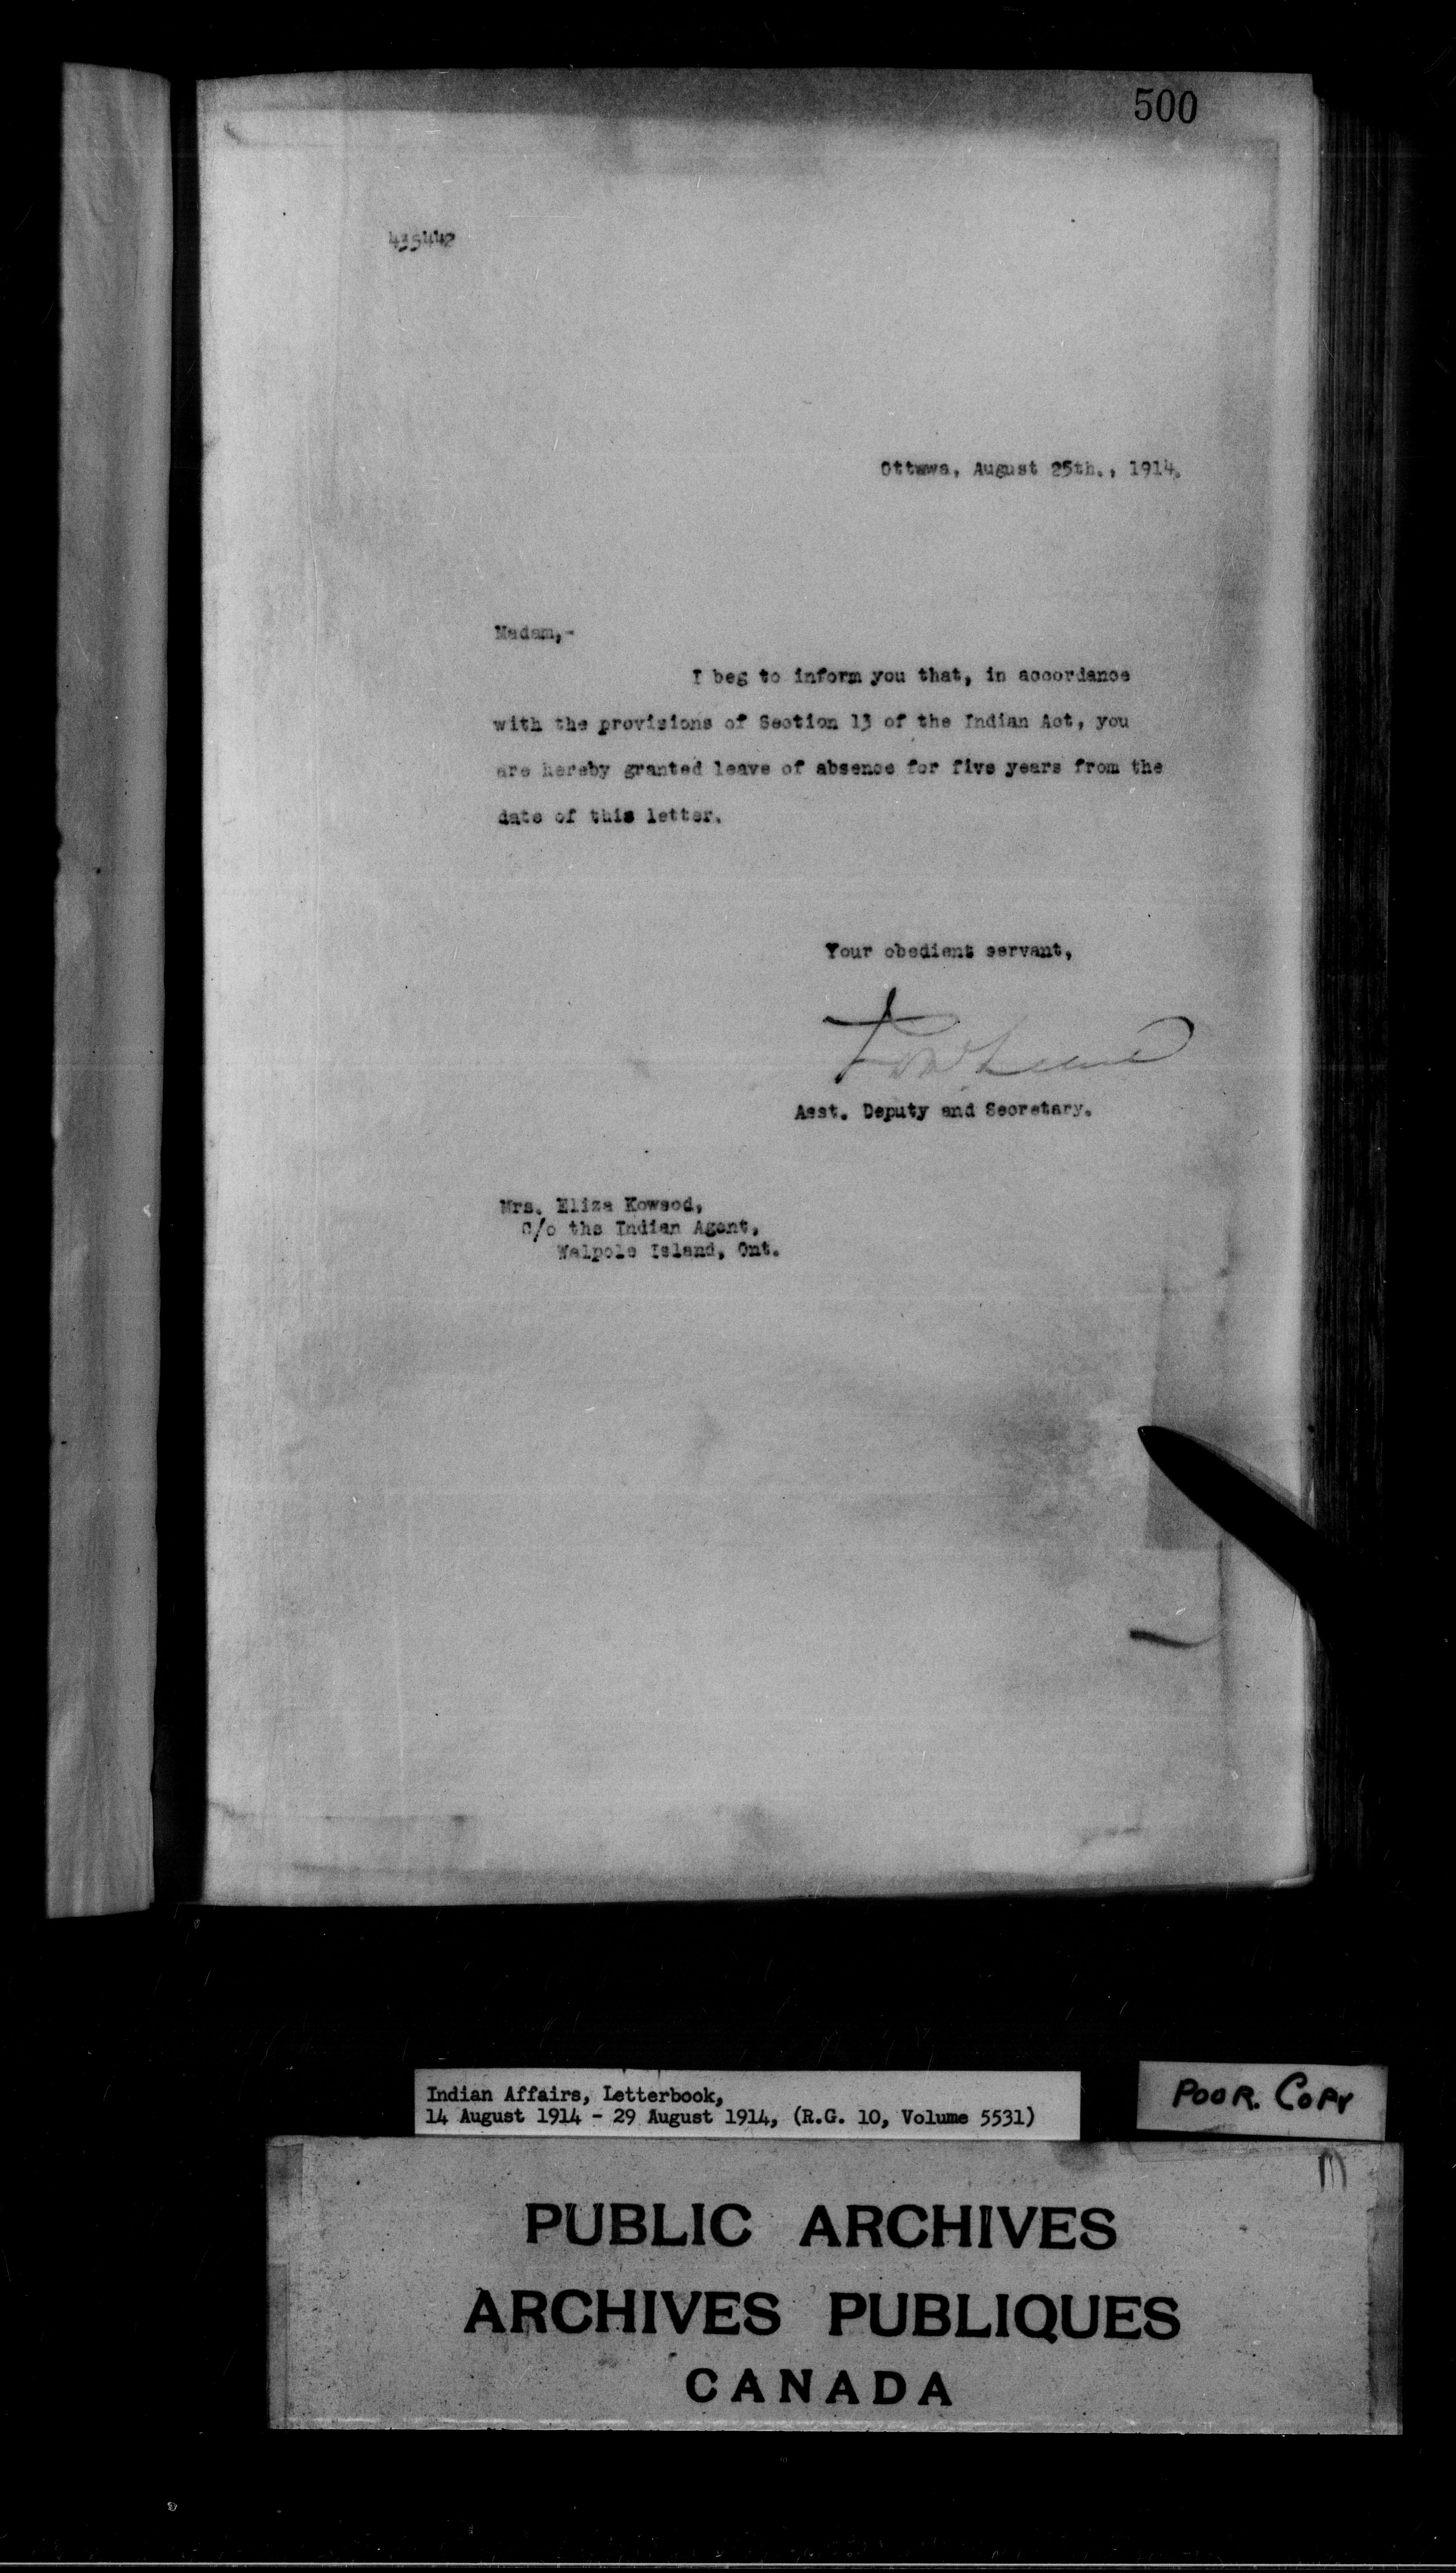 500
435442
Ottawa, August 25th., 1914.
Madam,-
I beg to inform you that, in accordance
with the provisions of Section 13 of the Indian Act, you
are hereby granted leave of absence for five years from the
date of this letter.
Your obedient servant,
Asst. Deputy and Secretary.
Mrs. Eliza Kowsod,
C/o the Indian Agent,
Walpole Island, Ont.
Indian Affairs, Letterbook,
14 August 1914 - 29 August 1914, (R.G. 10, Volume 5531)
POOR. COPY
PUBLIC ARCHIVES
ARCHIVES PUBLIQUES
CANADA